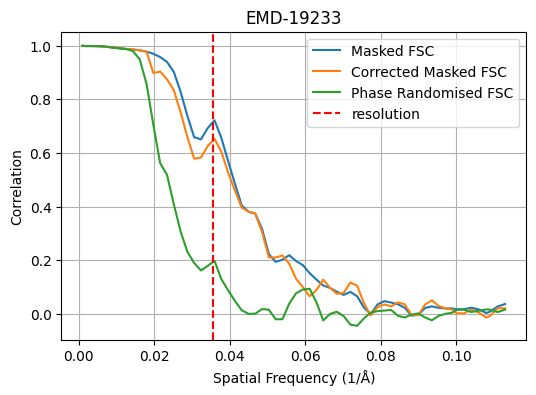 EMD-19233
Masked FSC
Corrected Masked FSC
Phase Randomised FSC
resolution
Correlation
1.0
0.8
0.6
0.4
0.2
0.0
0.00 0.02 0.04 0.06 0.08 0.10
Spatial Frequency (1/Å)